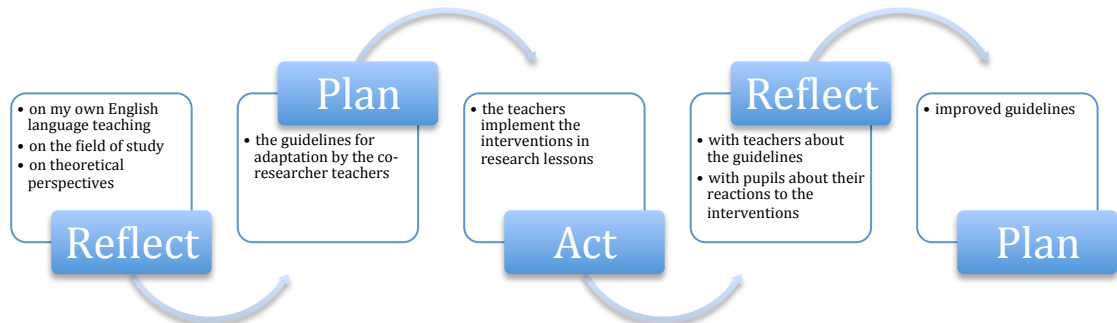 • on my own English
language teaching
• on the field of study
• on theoretical
perspectives
Reflect
Plan
• the guidelines for
adaptation by the co-
researcher teachers
• the teachers
implement the
interventions in
research lessons
Act
Reflect
• with teachers about
the guidelines
• with pupils about their
reactions to the
interventions
• improved guidelines
Plan